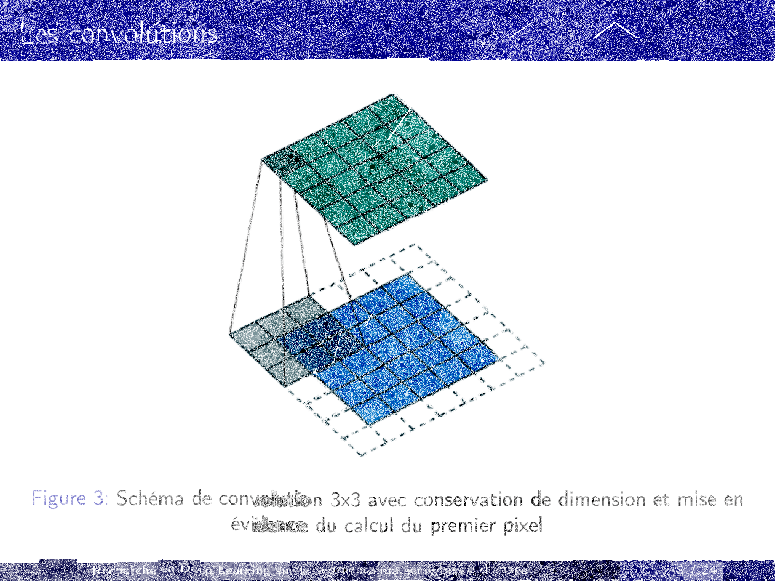 Les convolutions
Figure 3: Schéma de convolution 3x3 avec conservation de dimension et mise en
évidence du calcul du premier pixel